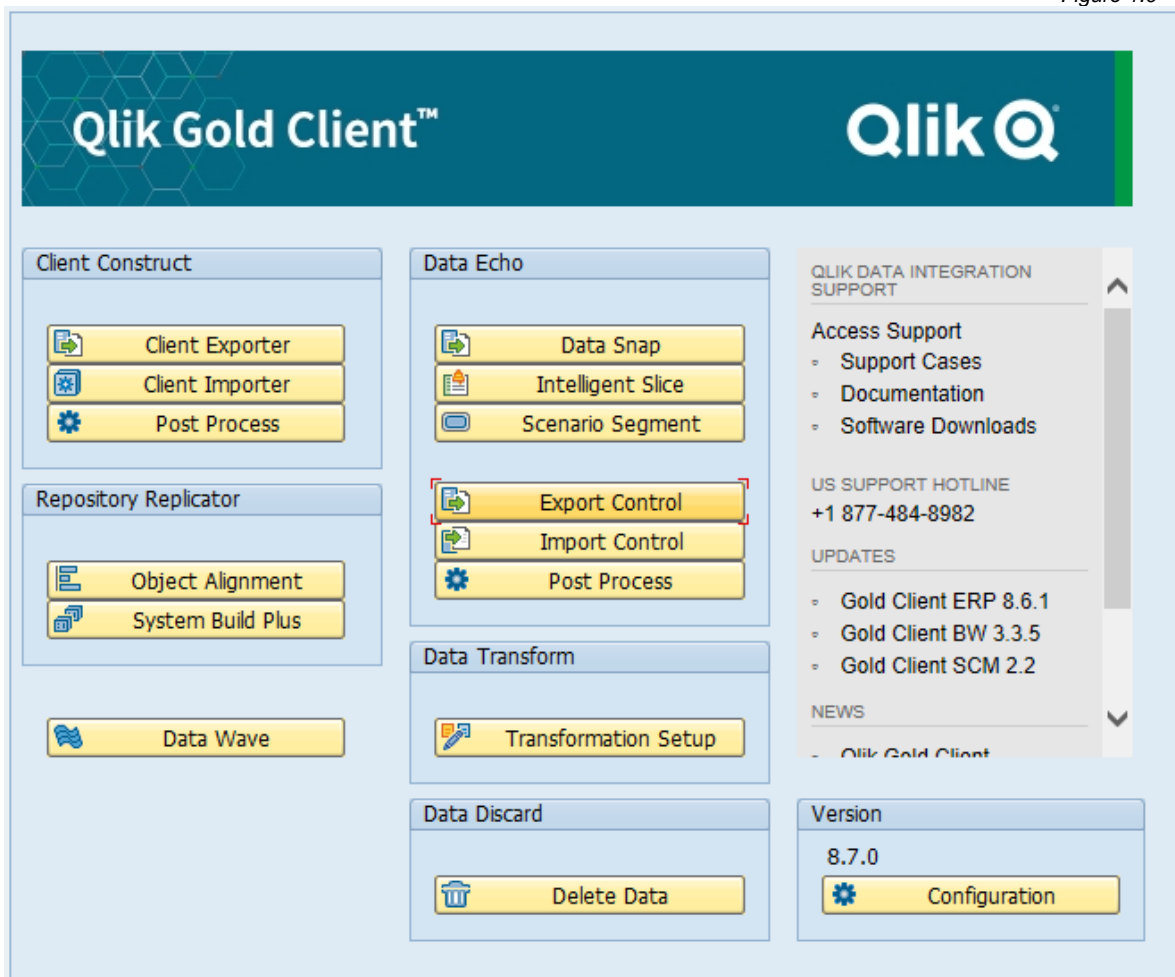 Qlik Gold Client™
Qlik
Client Construct
Client Exporter
Client Importer
Post Process
Repository Replicator
Object Alignment
System Build Plus
Data Wave
Data Echo
Data Snap
Intelligent Slice
Scenario Segment
Export Control
Import Control
Post Process
Data Transform
Transformation Setup
Data Discard
Delete Data
QLIK DATA INTEGRATION
SUPPORT
Access Support
Support Cases
Documentation
Software Downloads
US SUPPORT HOTLINE
+1 877-484-8982
UPDATES
Gold Client ERP 8.6.1
Gold Client BW 3.3.5
Gold Client SCM 2.2
NEWS
Qlik Gold Client
Version
8.7.0
Configuration